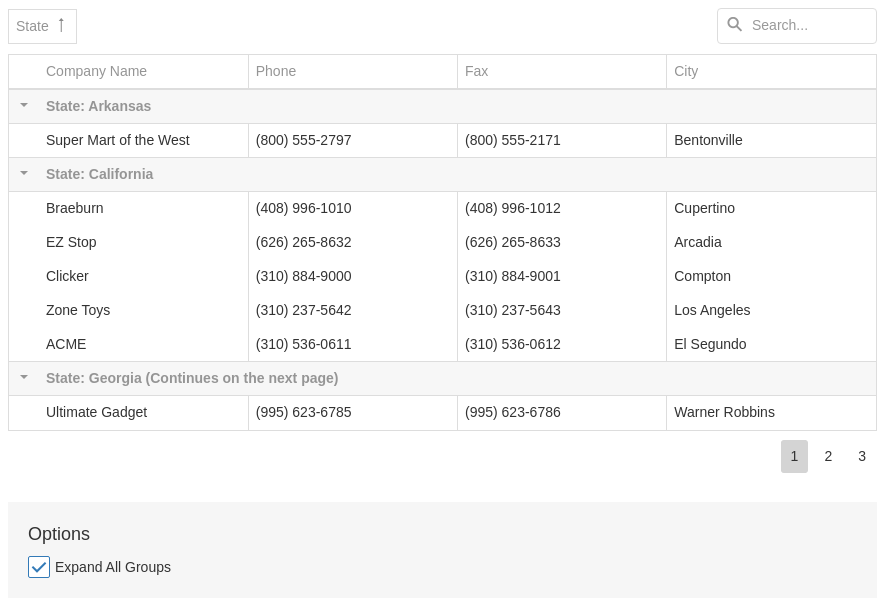 State
Search...
Company Name Phone Fax City
State: Arkansas
Super Mart of the West (800) 555-2797 (800) 555-2171 Bentonville
State: California
Braeburn (408) 996-1010 (408) 996-1012 Cupertino
EZ Stop (626) 265-8632 (626) 265-8633 Arcadia
Clicker (310) 884-9000 (310) 884-9001 Compton
Zone Toys (310) 237-5642 (310) 237-5643 Los Angeles
ACME (310) 536-0611 (310) 536-0612 El Segundo
State: Georgia (Continues on the next page)
Ultimate Gadget (995) 623-6785 (995) 623-6786 Warner Robbins
1 2 3
Options
Expand All Groups